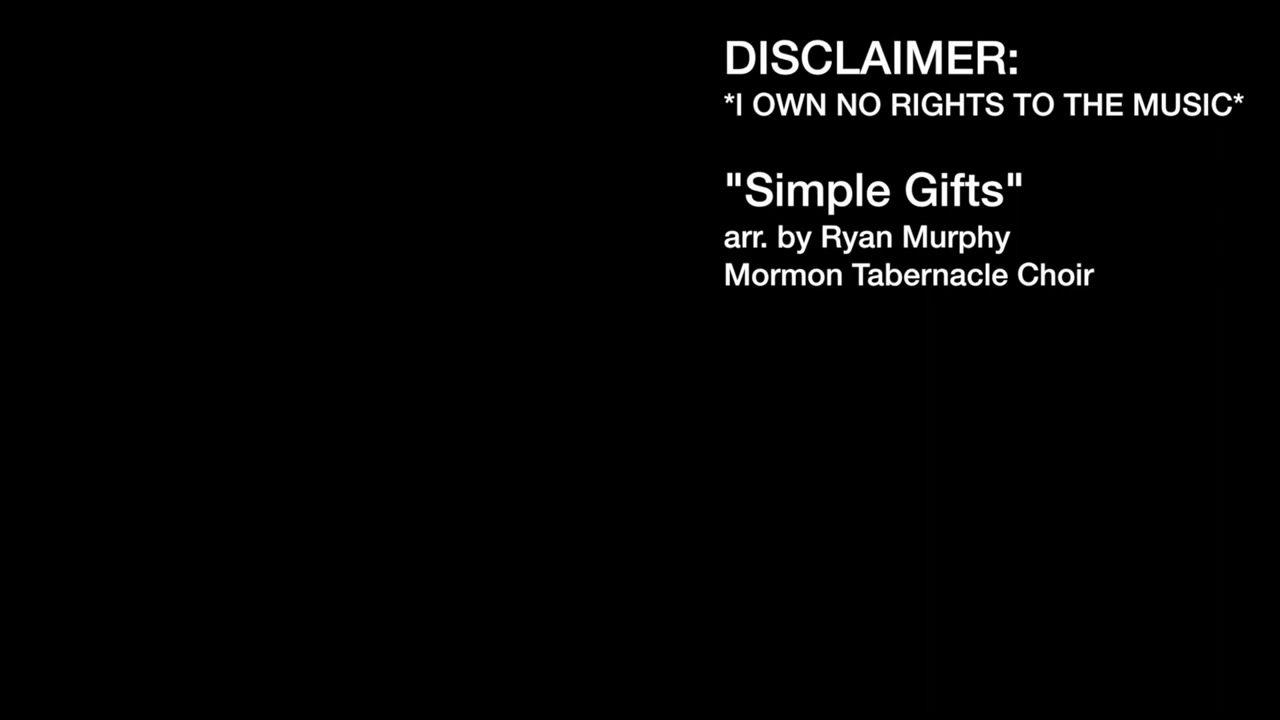 DISCLAIMER:
*I OWN NO RIGHTS TO THE MUSIC*
"Simple Gifts"
arr. by Ryan Murphy
Mormon Tabernacle Choir